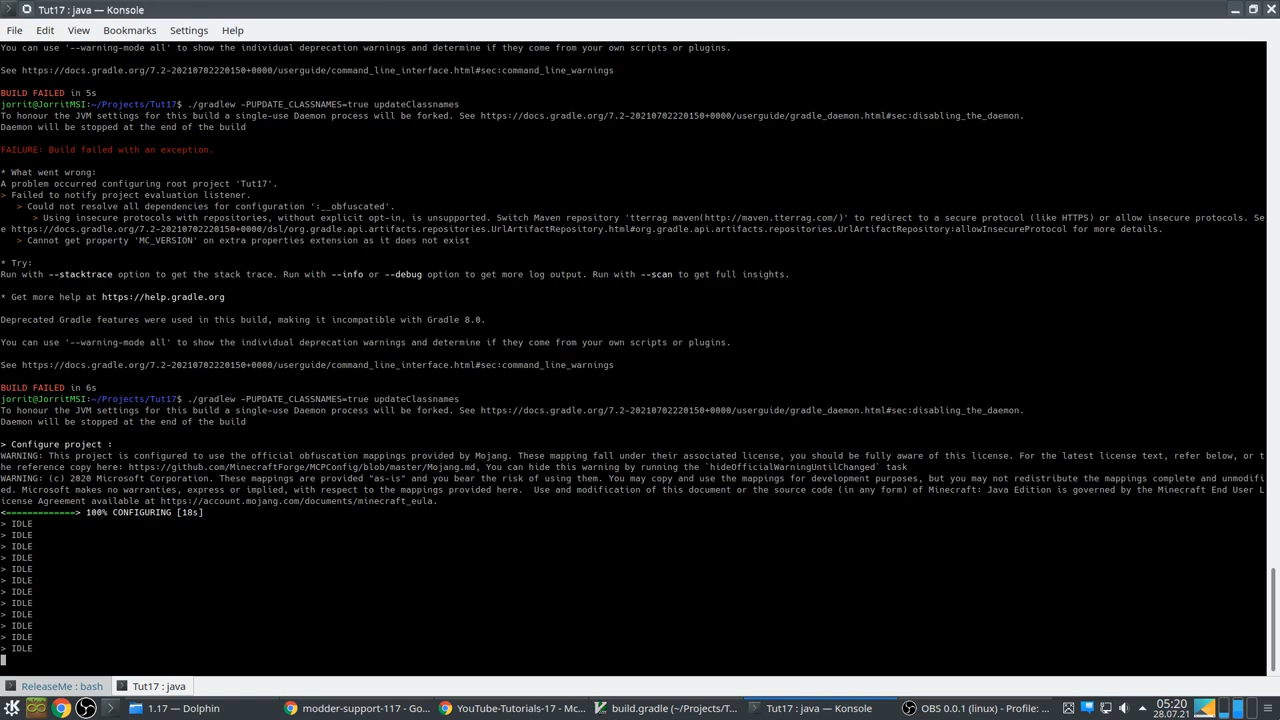 Tut17 : java — Konsole
File Edit View Bookmarks Settings Help
You can use '--warning-mode all' to show the individual deprecation warnings and determine if they come from your own scripts or plugins.
See https://docs.gradle.org/7.2-20210702220150+0000/userguide/command_line_interface.html#sec:command_line_warnings
BUILD FAILED in 5s
jorrit@JorritMSI:~/Projects/Tut17$ ./gradlew -PUPDATE_CLASSNAMES=true updateClassnames
To honour the JVM settings for this build a single-use Daemon process will be forked. See https://docs.gradle.org/7.2-20210702220150+0000/userguide/gradle_daemon.html#sec:disabling_the_daemon.
Daemon will be stopped at the end of the build
FAILURE: Build failed with an exception.
* What went wrong:
A problem occurred configuring root project 'Tut17'.
> Failed to notify project evaluation listener.
> Could not resolve all dependencies for configuration ':__obfuscated'.
> Using insecure protocols with repositories, without explicit opt-in, is unsupported. Switch Maven repository 'tterrag maven(http://maven.tterrag.com/)' to redirect to a secure protocol (like HTTPS) or allow insecure protocols. Se
e https://docs.gradle.org/7.2-20210702220150+0000/dsl/org.gradle.api.artifacts.repositories.UrlArtifactRepository.html#org.gradle.api.artifacts.repositories.UrlArtifactRepository:allowInsecureProtocol for more details.
> Cannot get property 'MC_VERSION' on extra properties extension as it does not exist
* Try:
Run with --stacktrace option to get the stack trace. Run with --info or --debug option to get more log output. Run with --scan to get full insights.
* Get more help at https://help.gradle.org
Deprecated Gradle features were used in this build, making it incompatible with Gradle 8.0.
You can use '--warning-mode all' to show the individual deprecation warnings and determine if they come from your own scripts or plugins.
See https://docs.gradle.org/7.2-20210702220150+0000/userguide/command_line_interface.html#sec:command_line_warnings
BUILD FAILED in 6s
jorrit@JorritMSI:~/Projects/Tut17$ ./gradlew -PUPDATE_CLASSNAMES=true updateClassnames
To honour the JVM settings for this build a single-use Daemon process will be forked. See https://docs.gradle.org/7.2-20210702220150+0000/userguide/gradle_daemon.html#sec:disabling_the_daemon.
Daemon will be stopped at the end of the build
> Configure project :
WARNING: This project is configured to use the official obfuscation mappings provided by Mojang. These mapping fall under their associated license, you should be fully aware of this license. For the latest license text, refer below, or t
he reference copy here: https://github.com/MinecraftForge/MCPConfig/blob/master/Mojang.md, You can hide this warning by running the `hideOfficialWarningUntilChanged` task
WARNING: (c) 2020 Microsoft Corporation. These mappings are provided "as-is" and you bear the risk of using them. You may copy and use the mappings for development purposes, but you may not redistribute the mappings complete and unmodifi
ed. Microsoft makes no warranties, express or implied, with respect to the mappings provided here.  Use and modification of this document or the source code (in any form) of Minecraft: Java Edition is governed by the Minecraft End User L
icense Agreement available at https://account.mojang.com/documents/minecraft_eula.
<=============> 100% CONFIGURING [18s]
> IDLE
> IDLE
> IDLE
> IDLE
> IDLE
> IDLE
> IDLE
> IDLE
> IDLE
> IDLE
> IDLE
> IDLE
ReleaseMe : bash Tut17 : java
1.17 — Dolphin modder-support-117 - Go... YouTube-Tutorials-17 - Mc... build.gradle (~/Projects/T... Tut17 : java — Konsole OBS 0.0.1 (linux) - Profile: ... 05:20
28.07.21